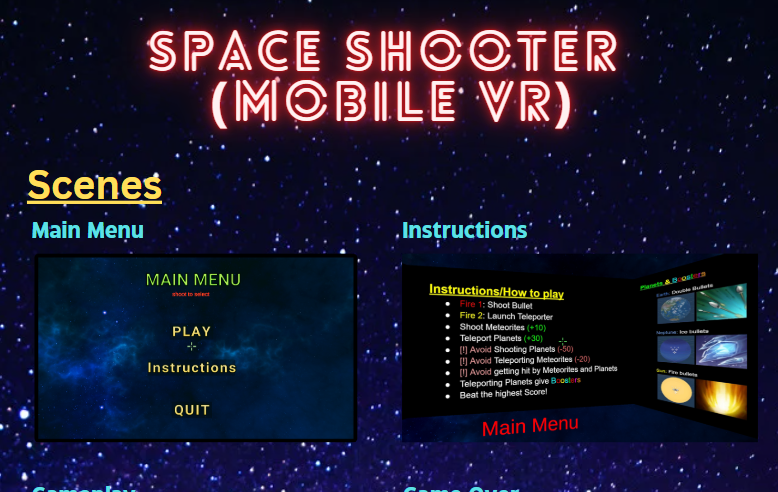 SPACE SHOOTER
(MOBILE VR)
Scenes
Main Menu
MAIN MENU
shoot to select
PLAY
Instructions
QUIT
Instructions
Instructions/How to play
Fire 1: Shoot Bullet
Fire 2: Launch Teleporter
Shoot Meteorites (+10)
Teleport Planets (+30)
[!] Avoid Shooting Planets (-50)
[!] Avoid Teleporting Meteorites (-20)
[!] Avoid getting hit by Meteorites and Planets
Teleporting Planets give Boosters
Beat the highest Score!
Main Menu
Planets & Boosters
Earth: Double Bullets
Neptune: Ice bullets
Sun: Fire bullets
Gameplay
Game Over